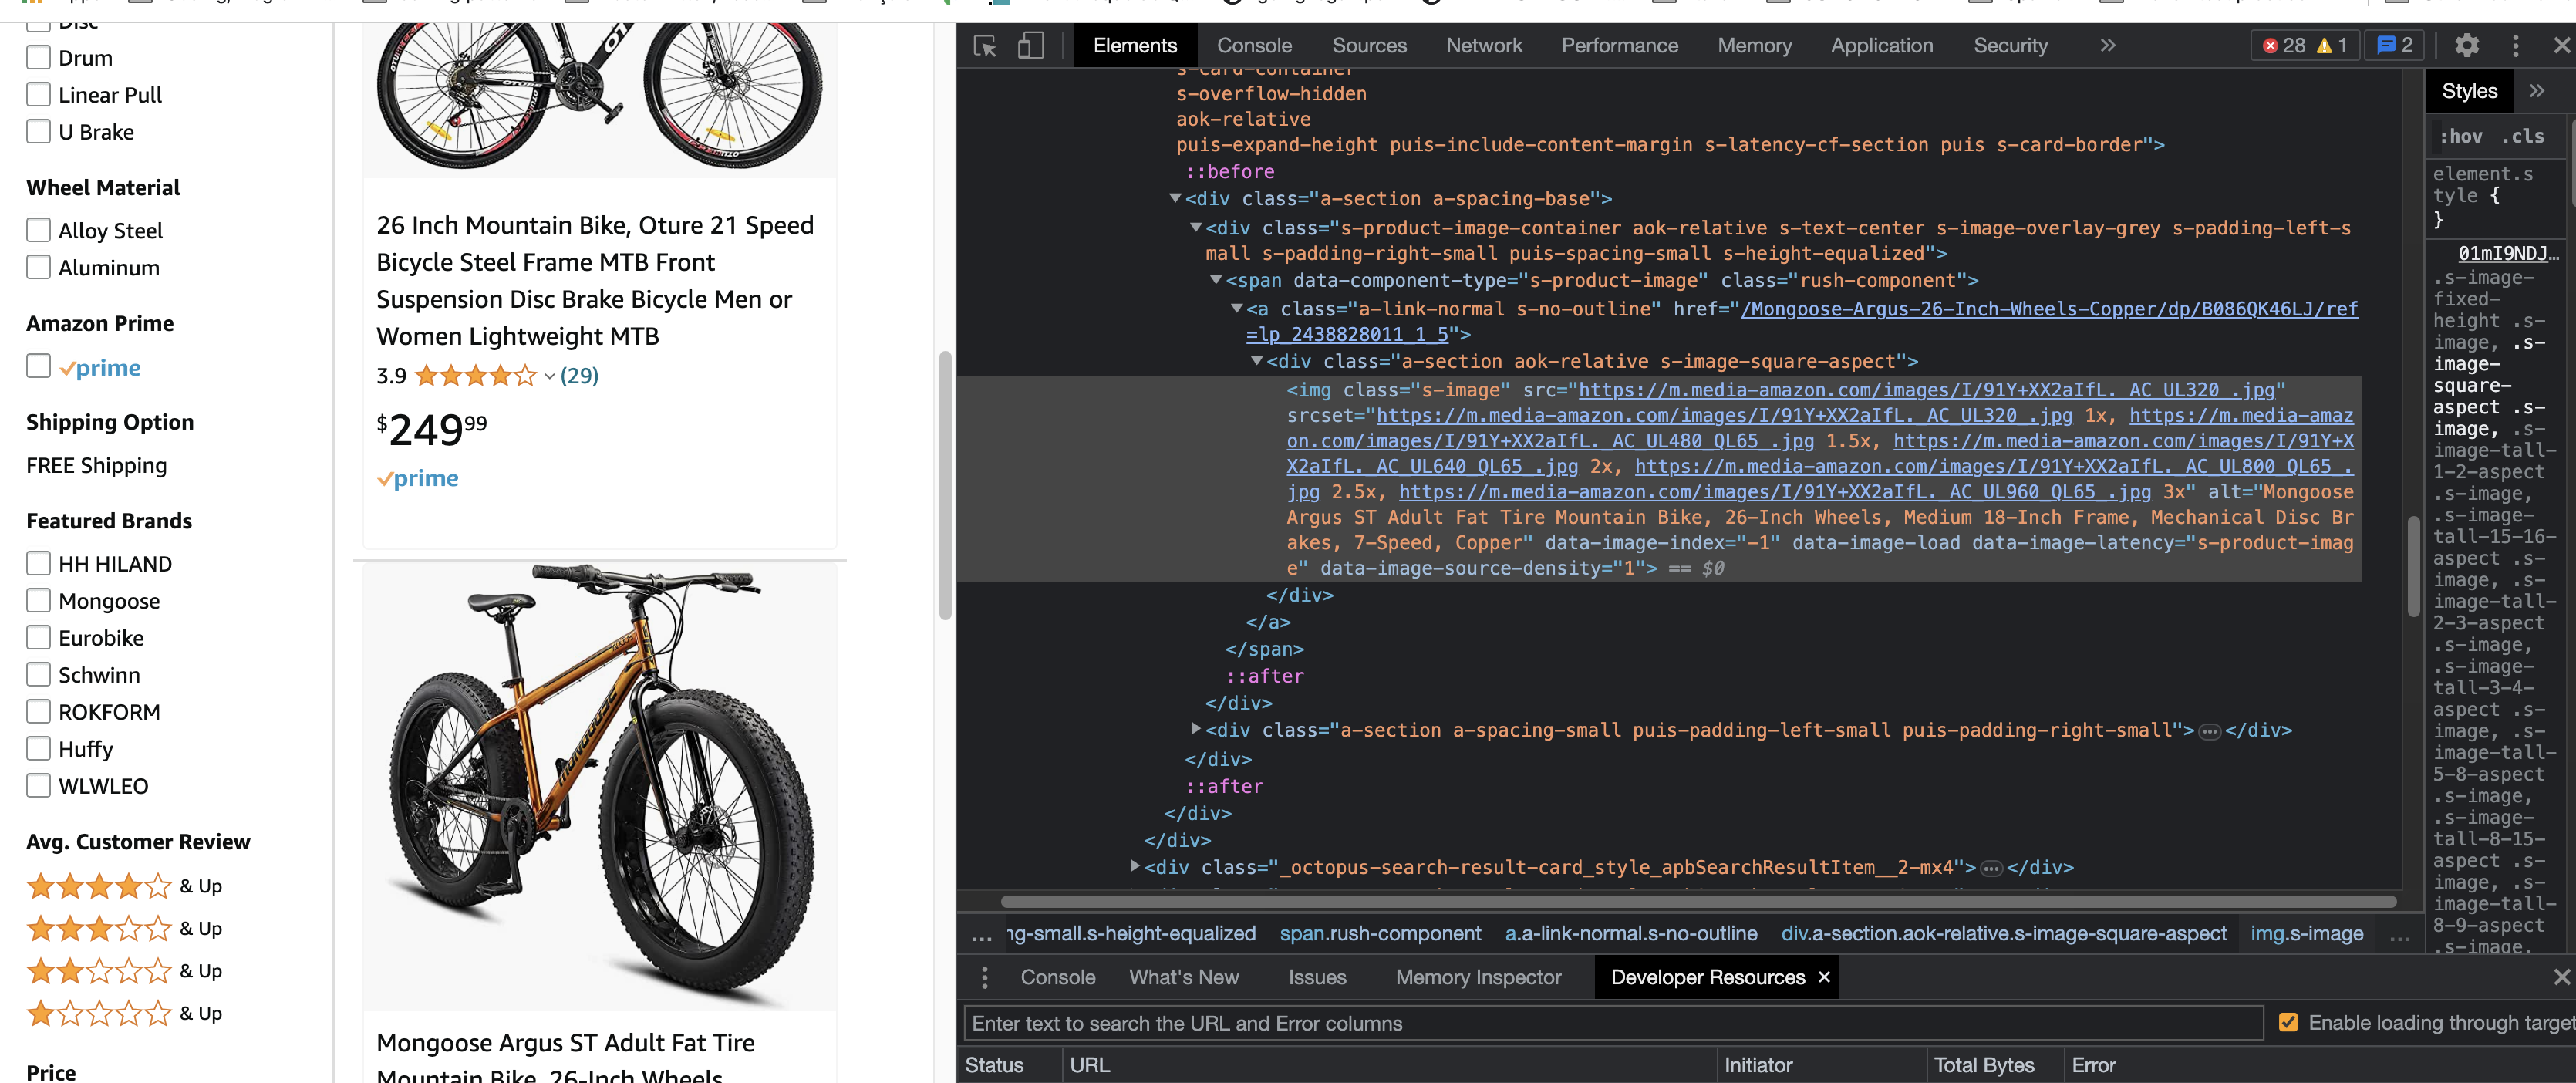 Disc
Drum
Linear Pull
U Brake
Wheel Material
Alloy Steel
Aluminum
Amazon Prime
prime
Shipping Option
FREE Shipping
Featured Brands
HH HILAND
Mongoose
Eurobike
Schwinn
ROKFORM
Huffy
WLWLEO
Avg. Customer Review
& Up
& Up
& Up
& Up
Price
26 Inch Mountain Bike, Oture 21 Speed
Bicycle Steel Frame MTB Front
Suspension Disc Brake Bicycle Men or
Women Lightweight MTB
3.9 (29)
$249 99
prime
MONGOOSE
Mongoose Argus ST Adult Fat Tire
Mountain Bike, 26-Inch Wheels,
Elements Console Sources Network Performance Memory Application Security » 28 1 2
s-card-container
s-overflow-hidden
aok-relative
puis-expand-height puis-include-content-margin s-latency-cf-section puis s-card-border">
::before
<div class="a-section a-spacing-base">
<div class="s-product-image-container aok-relative s-text-center s-image-overlay-grey s-padding-left-s
mall s-padding-right-small puis-spacing-small s-height-equalized">
<span data-component-type="s-product-image" class="rush-component">
<a class="a-link-normal s-no-outline" href="/Mongoose-Argus-26-Inch-Wheels-Copper/dp/B086QK46LJ/ref
=lp_2438828011_1_5">
<div class="a-section aok-relative s-image-square-aspect">
<img class="s-image" src="https://m.media-amazon.com/images/I/91Y+XX2aIfL._AC_UL320_.jpg"
srcset="https://m.media-amazon.com/images/I/91Y+XX2aIfL._AC_UL320_.jpg 1x, https://m.media-amaz
on.com/images/I/91Y+XX2aIfL._AC_UL480_QL65_.jpg 1.5x, https://m.media-amazon.com/images/I/91Y+X
X2aIfL._AC_UL640_QL65_.jpg 2x, https://m.media-amazon.com/images/I/91Y+XX2aIfL._AC_UL800_QL65_.
jpg 2.5x, https://m.media-amazon.com/images/I/91Y+XX2aIfL._AC_UL960_QL65_.jpg 3x" alt="Mongoose
Argus ST Adult Fat Tire Mountain Bike, 26-Inch Wheels, Medium 18-Inch Frame, Mechanical Disc Br
akes, 7-Speed, Copper" data-image-index="-1" data-image-load data-image-latency="s-product-imag
e" data-image-source-density="1"> == $0
</div>
</a>
</span>
::after
</div>
<div class="a-section a-spacing-small puis-padding-left-small puis-padding-right-small">…</div>
</div>
::after
</div>
</div>
<div class="_octopus-search-result-card_style_apbSearchResultItem__2-mx4">…</div>
… ng-small.s-height-equalized span.rush-component a.a-link-normal.s-no-outline div.a-section.aok-relative.s-image-square-aspect img.s-image …
Styles »
:hov .cls
element.s
tyle {
}
01mI9NDJ…
.s-image-
fixed-
height .s-
image, .s-
image-
square-
aspect .s-
image, .s-
image-tall-
1-2-aspect
.s-image,
.s-image-
tall-15-16-
aspect .s-
image, .s-
image-tall-
2-3-aspect
.s-image,
.s-image-
tall-3-4-
aspect .s-
image, .s-
image-tall-
5-8-aspect
.s-image,
.s-image-
tall-8-15-
aspect .s-
image, .s-
image-tall-
8-9-aspect
.s-image,
Console What's New Issues Memory Inspector Developer Resources ×
Enter text to search the URL and Error columns
Enable loading through target
Status URL Initiator Total Bytes Error